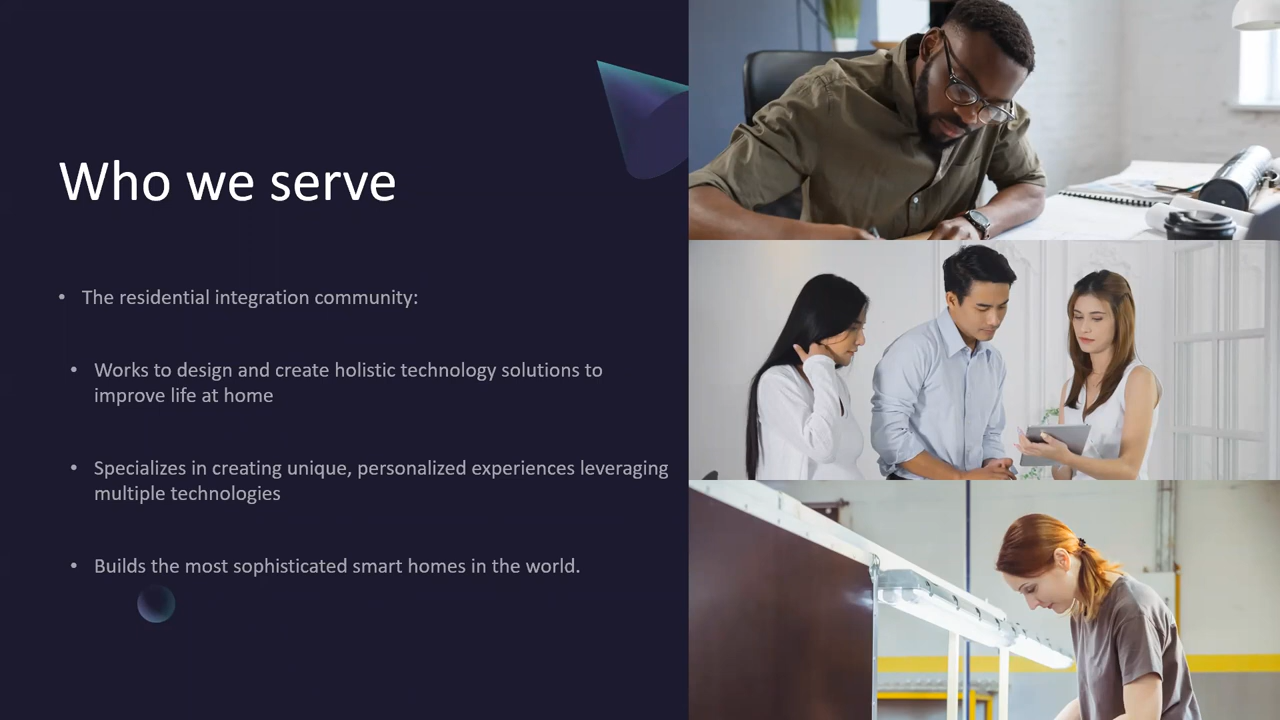 Who we serve
• The residential integration community:
• Works to design and create holistic technology solutions to
improve life at home
• Specializes in creating unique, personalized experiences leveraging
multiple technologies
• Builds the most sophisticated smart homes in the world.